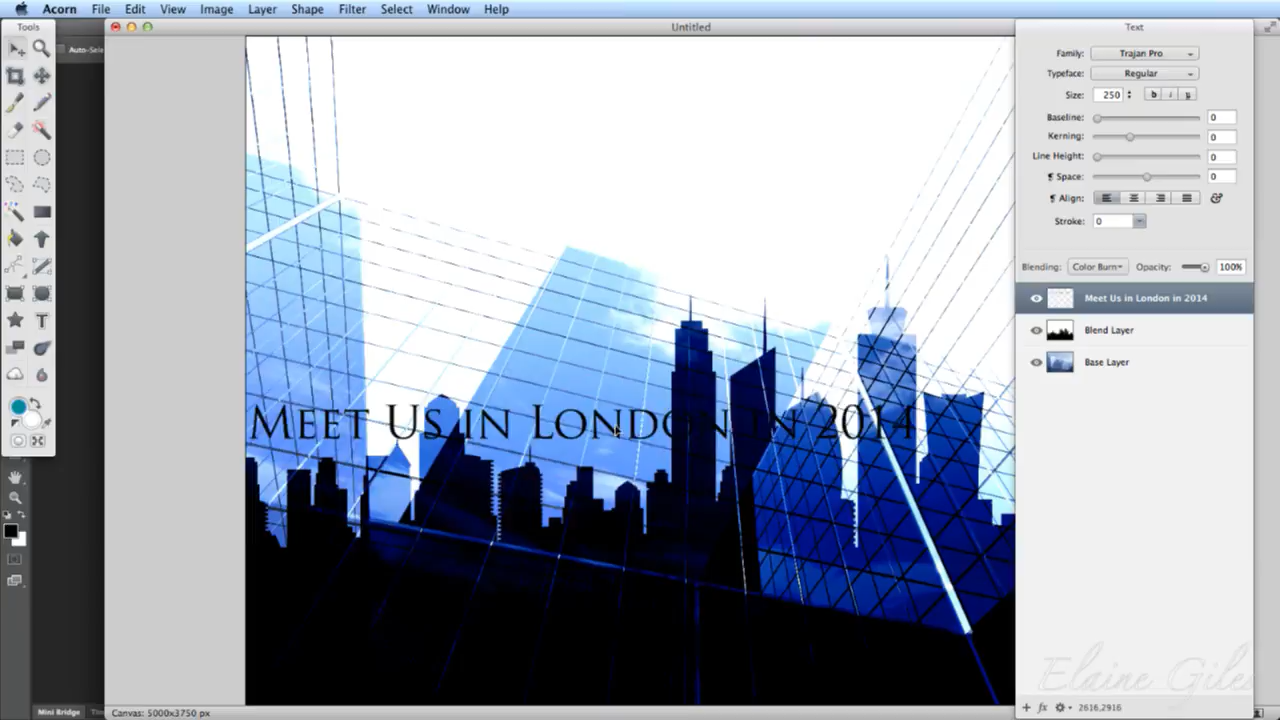 Acorn File Edit View Image Layer Shape Filter Select Window Help
Tools
Untitled
Text
Auto-Sele
Family: Trajan Pro
Typeface: Regular
Size: 250 b i u
Baseline: 0
Kerning: 0
Line Height: 0
¶ Space: 0
¶ Align:
Stroke: 0
Blending: Color Burn Opacity: 100%
Meet Us in London in 2014
Blend Layer
Base Layer
T
Meet Us in London in 2014
Elaine Giles
Mini Bridge
Canvas: 5000x3750 px
fx 2616,2916